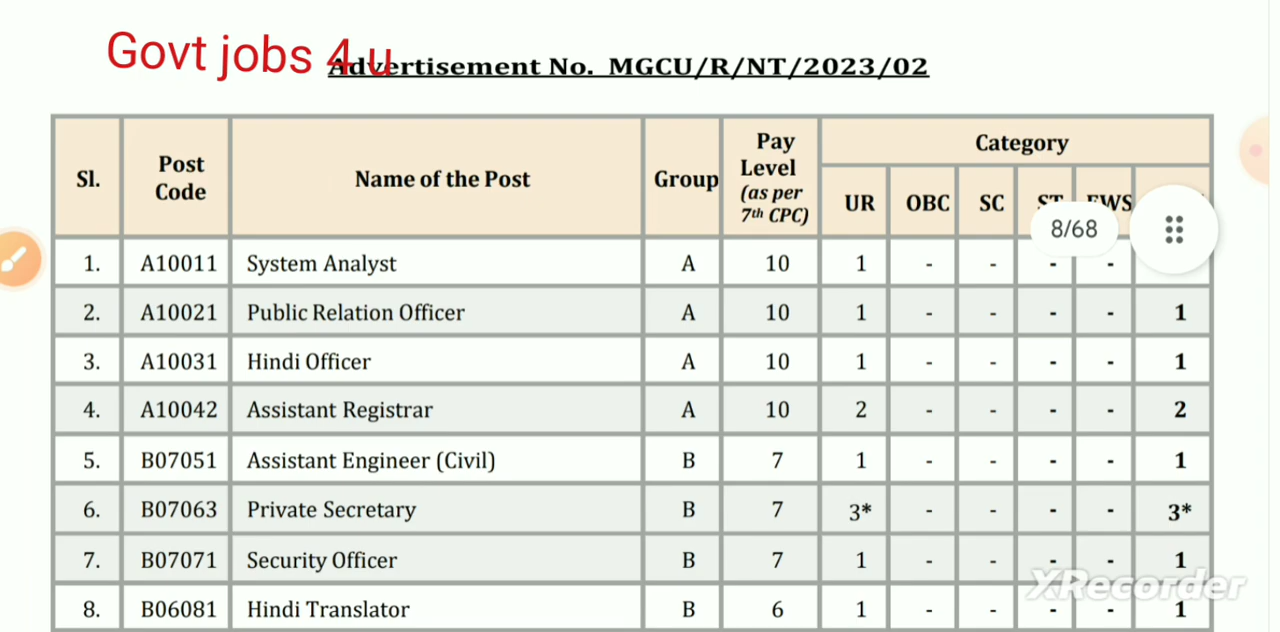 Govt jobs 4 u
Advertisement No. MGCU/R/NT/2023/02
Sl. Post Code Name of the Post Group Pay Level (as per 7th CPC) Category
UR OBC SC ST EWS
8/68
1. A10011 System Analyst A 10 1 - - - -
2. A10021 Public Relation Officer A 10 1 - - - - 1
3. A10031 Hindi Officer A 10 1 - - - - 1
4. A10042 Assistant Registrar A 10 2 - - - - 2
5. B07051 Assistant Engineer (Civil) B 7 1 - - - - 1
6. B07063 Private Secretary B 7 3* - - - - 3*
7. B07071 Security Officer B 7 1 - - - - 1
XRecorder
8. B06081 Hindi Translator B 6 1 - - - - 1